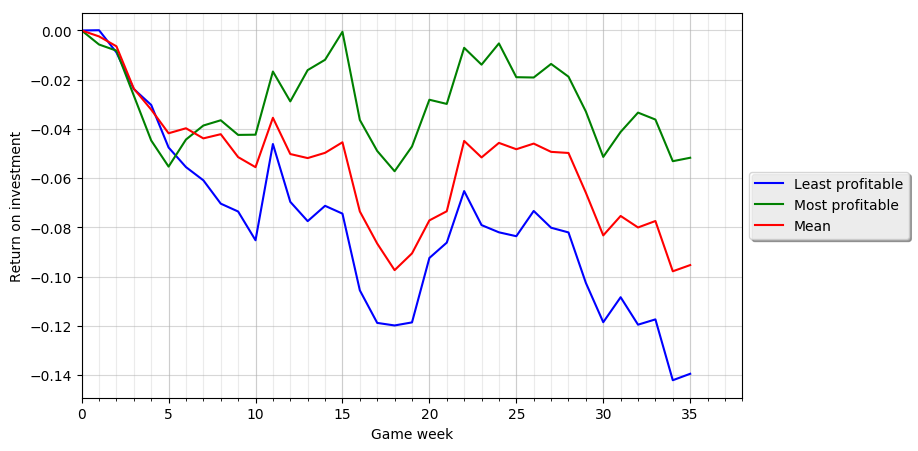 0.00
−0.02
−0.04
−0.06
−0.08
−0.10
−0.12
−0.14
Return on investment
0 5 10 15 20 25 30 35
Game week
Least profitable
Most profitable
Mean